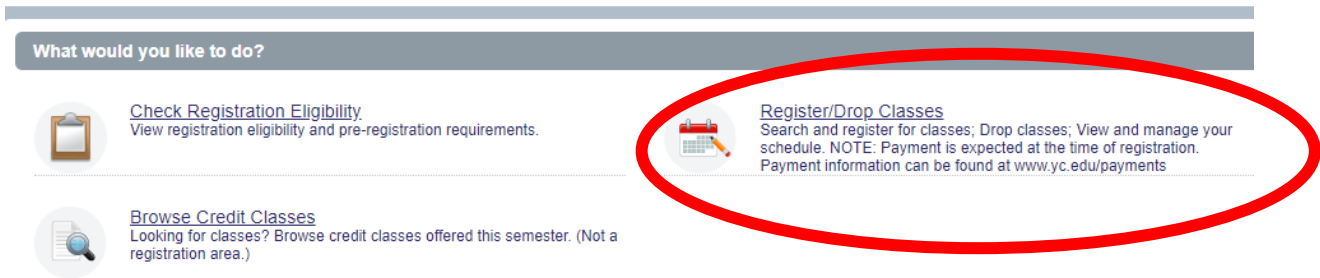 What would you like to do?
Check Registration Eligibility
View registration eligibility and pre-registration requirements.
Register/Drop Classes
Search and register for classes; Drop classes; View and manage your
schedule. NOTE: Payment is expected at the time of registration.
Payment information can be found at www.yc.edu/payments
Browse Credit Classes
Looking for classes? Browse credit classes offered this semester. (Not a
registration area.)